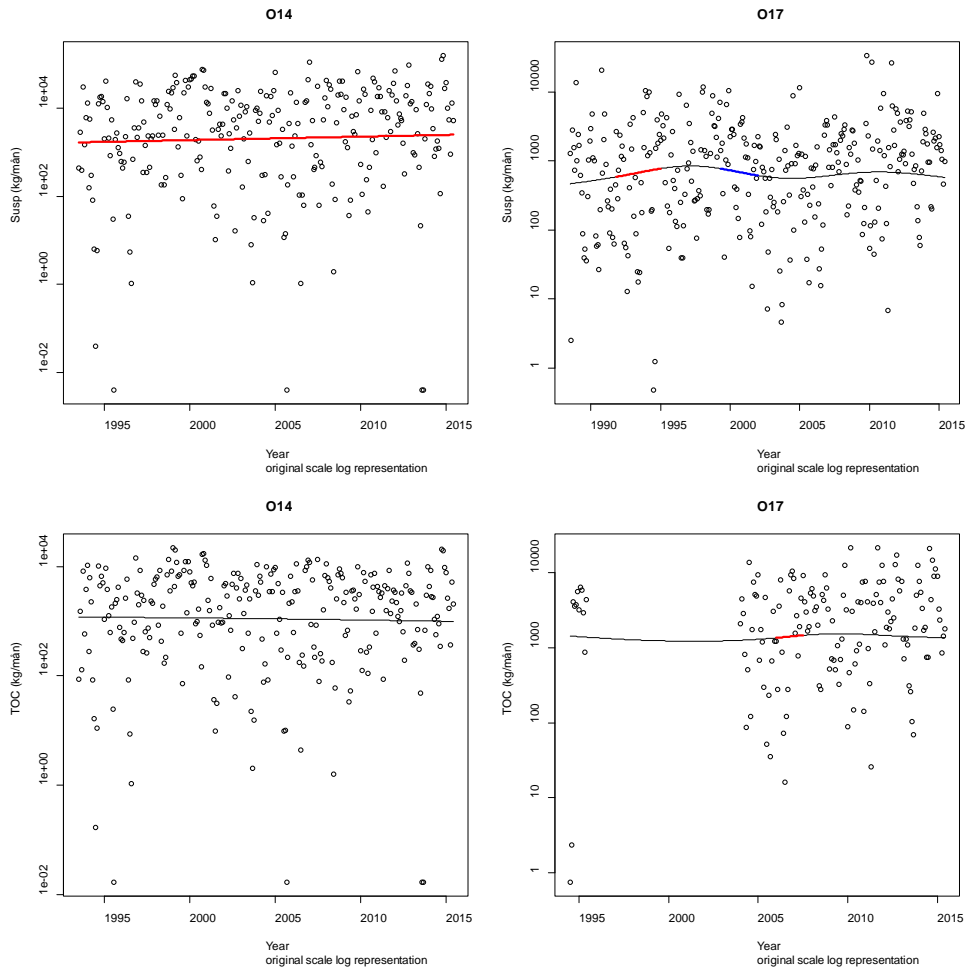 O14
Susp (kg/mån)
1e+04
1e+02
1e+00
1e-02
1995 2000 2005 2010 2015
Year
original scale log representation
O17
Susp (kg/mån)
10000
1000
100
10
1
1990 1995 2000 2005 2010 2015
Year
original scale log representation
O14
TOC (kg/mån)
1e+04
1e+02
1e+00
1e-02
1995 2000 2005 2010 2015
Year
original scale log representation
O17
TOC (kg/mån)
10000
1000
100
10
1
1995 2000 2005 2010 2015
Year
original scale log representation